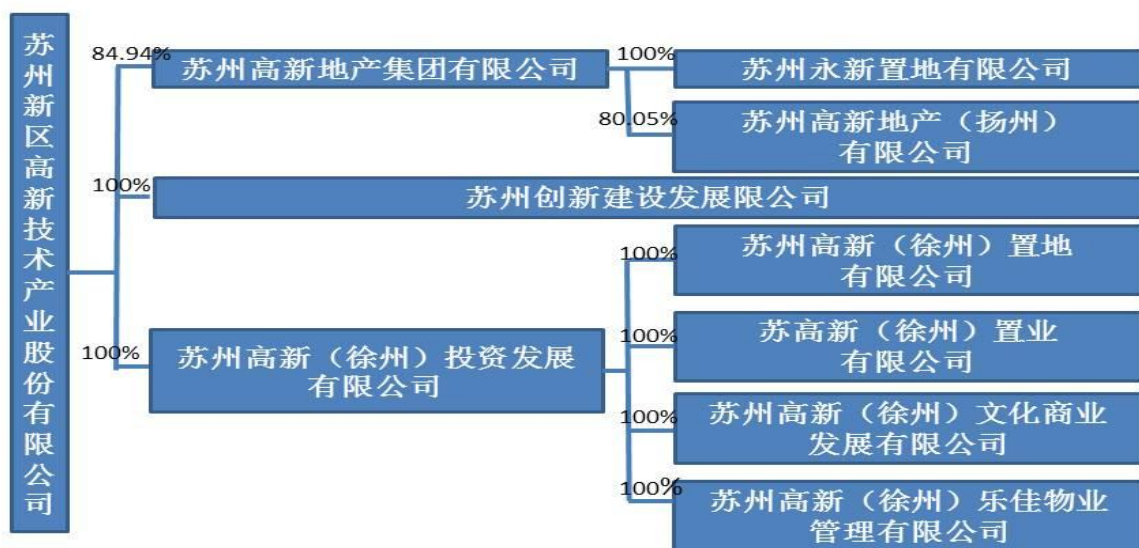 苏州新区高新技术产业股份有限公司
84.94%
苏州高新地产集团有限公司
100%
苏州永新置地有限公司
80.05%
苏州高新地产（扬州）
有限公司
100%
苏州创新建设发展限公司
100%
苏州高新（徐州）投资发展
有限公司
100%
苏州高新（徐州）置地
有限公司
100%
苏高新（徐州）置业
有限公司
100%
苏州高新（徐州）文化商业
发展有限公司
100%
苏州高新（徐州）乐佳物业
管理有限公司